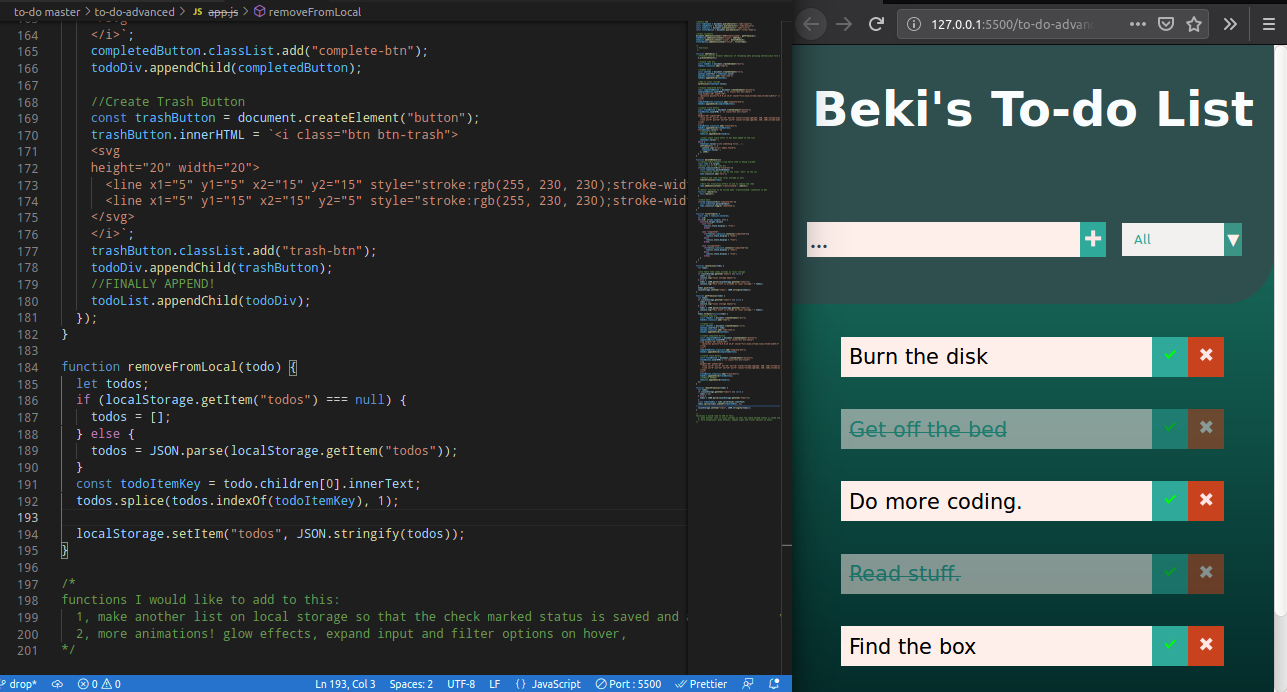 to-do master > to-do-advanced > JS app.js > removeFromLocal
164 </i>`;
165 completedButton.classList.add("complete-btn");
166 todoDiv.appendChild(completedButton);
167
168 //Create Trash Button
169 const trashButton = document.createElement("button");
170 trashButton.innerHTML = `<i class="btn btn-trash">
171 <svg
172 height="20" width="20">
173 <line x1="5" y1="5" x2="15" y2="15" style="stroke:rgb(255, 230, 230);stroke-wid
174 <line x1="5" y1="15" x2="15" y2="5" style="stroke:rgb(255, 230, 230);stroke-wid
175 </svg>
176 </i>`;
177 trashButton.classList.add("trash-btn");
178 todoDiv.appendChild(trashButton);
179 //FINALLY APPEND!
180 todoList.appendChild(todoDiv);
181 });
182 }
183
184 function removeFromLocal(todo) {
185 let todos;
186 if (localStorage.getItem("todos") === null) {
187 todos = [];
188 } else {
189 todos = JSON.parse(localStorage.getItem("todos"));
190 }
191 const todoItemKey = todo.children[0].innerText;
192 todos.splice(todos.indexOf(todoItemKey), 1);
193
194 localStorage.setItem("todos", JSON.stringify(todos));
195 }
196
197 /*
198 functions I would like to add to this:
199 1, make another list on local storage so that the check marked status is saved and
200 2, more animations! glow effects, expand input and filter options on hover,
201 */
drop* 0 0 Ln 193, Col 3 Spaces: 2 UTF-8 LF {} JavaScript Port : 5500 Prettier
127.0.0.1:5500/to-do-advan
Beki's To-do List
...
All
Burn the disk
Get off the bed
Do more coding.
Read stuff.
Find the box